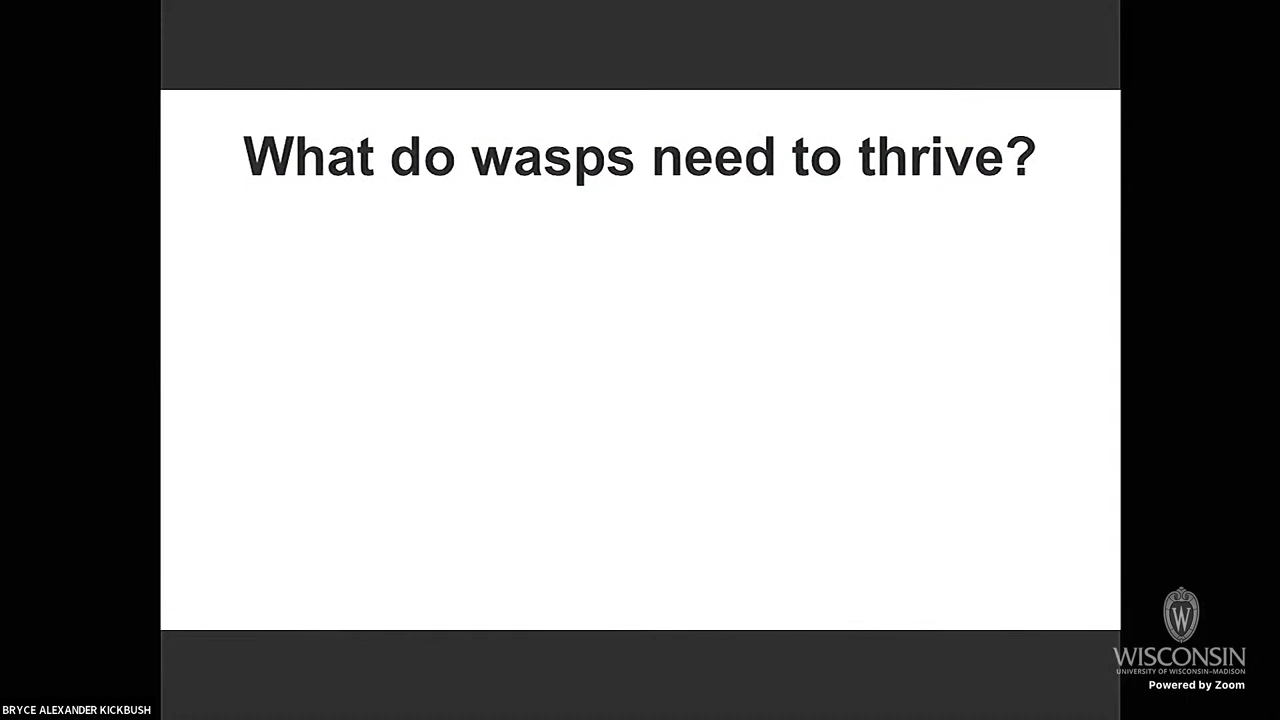 What do wasps need to thrive?
W
WISCONSIN
UNIVERSITY OF WISCONSIN–MADISON
Powered by Zoom
BRYCE ALEXANDER KICKBUSH